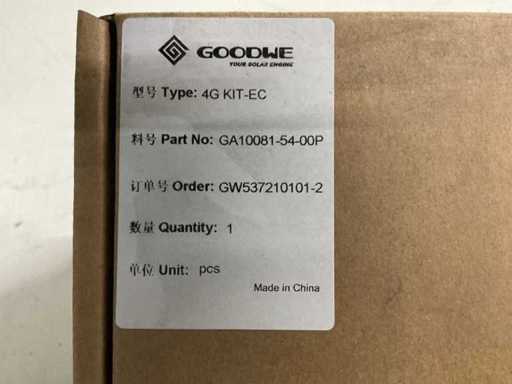 GOODWE
YOUR SOLAR ENGINE
型号 Type: 4G KIT-EC
料号 Part No: GA10081-54-00P
订单号 Order: GW537210101-2
数量 Quantity: 1
单位 Unit: pcs
Made in China